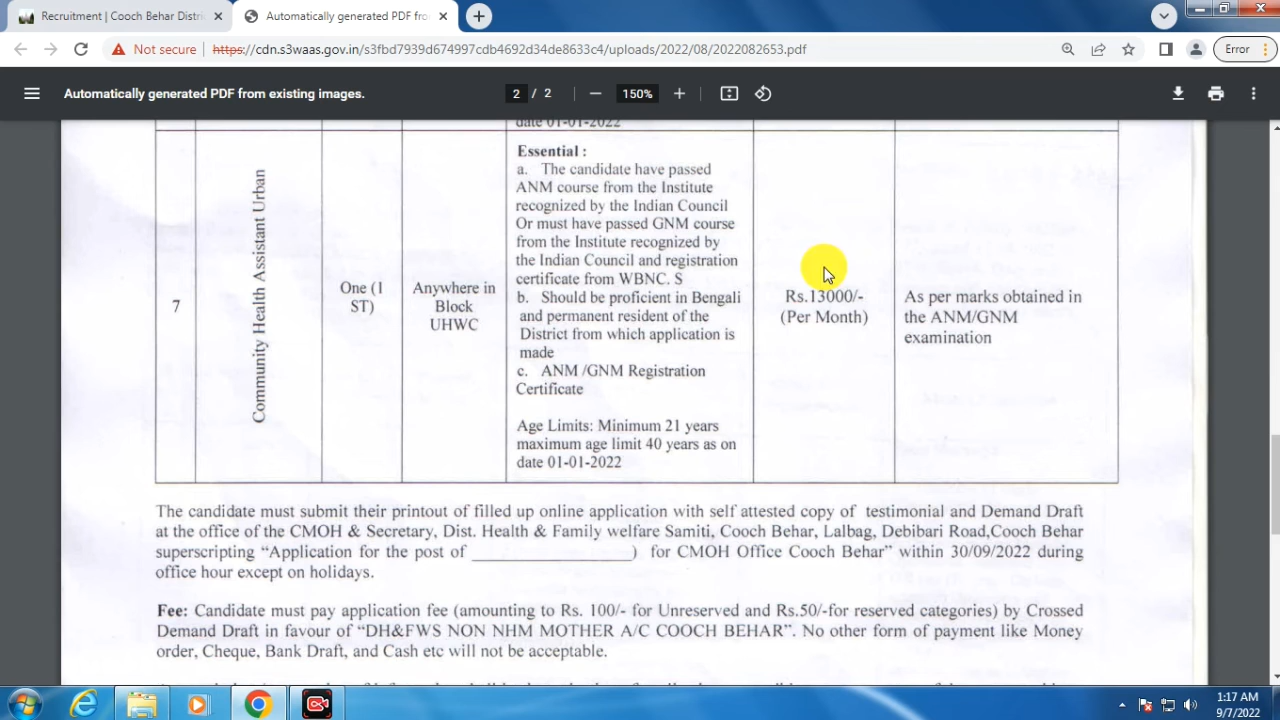 Recruitment | Cooch Behar Distri
Automatically generated PDF fro
Not secure
https://cdn.s3waas.gov.in/s3fbd7939d674997cdb4692d34de8633c4/uploads/2022/08/2022082653.pdf
Error
Automatically generated PDF from existing images.
2 / 2
150%
date 01-01-2022
7
Community Health Assistant Urban
One (1
ST)
Anywhere in
Block
UHWC
Essential :
a. The candidate have passed
ANM course from the Institute
recognized by the Indian Council
Or must have passed GNM course
from the Institute recognized by
the Indian Council and registration
certificate from WBNC. S
b. Should be proficient in Bengali
and permanent resident of the
District from which application is
made
c. ANM /GNM Registration
Certificate
Age Limits: Minimum 21 years
maximum age limit 40 years as on
date 01-01-2022
Rs.13000/-
(Per Month)
As per marks obtained in
the ANM/GNM
examination
The candidate must submit their printout of filled up online application with self attested copy of testimonial and Demand Draft
at the office of the CMOH & Secretary, Dist. Health & Family welfare Samiti, Cooch Behar, Lalbag, Debibari Road,Cooch Behar
superscripting “Application for the post of ________________) for CMOH Office Cooch Behar” within 30/09/2022 during
office hour except on holidays.
Fee: Candidate must pay application fee (amounting to Rs. 100/- for Unreserved and Rs.50/-for reserved categories) by Crossed
Demand Draft in favour of “DH&FWS NON NHM MOTHER A/C COOCH BEHAR”. No other form of payment like Money
order, Cheque, Bank Draft, and Cash etc will not be acceptable.
1:17 AM
9/7/2022